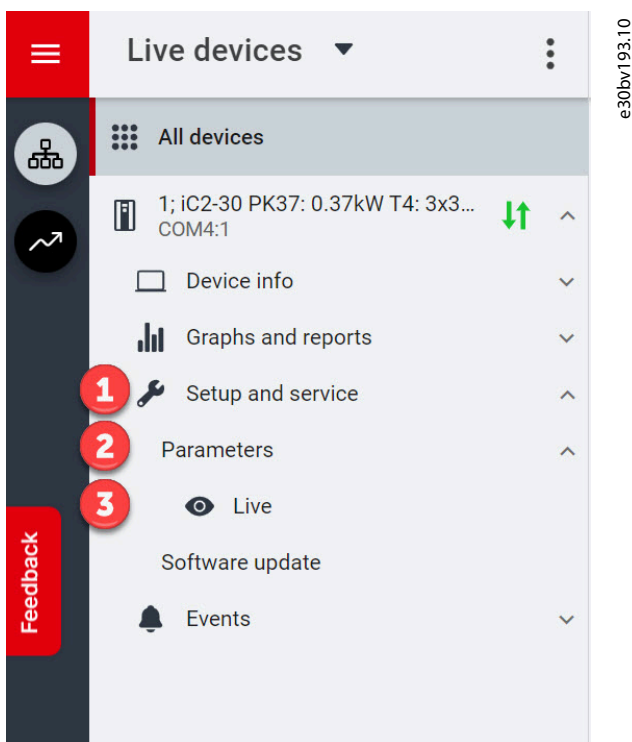 Live devices
e30bv193.10
All devices
1; iC2-30 PK37: 0.37kW T4: 3x3...
COM4:1
Device info
Graphs and reports
1
Setup and service
2
Parameters
3
Live
Software update
Feedback
Events